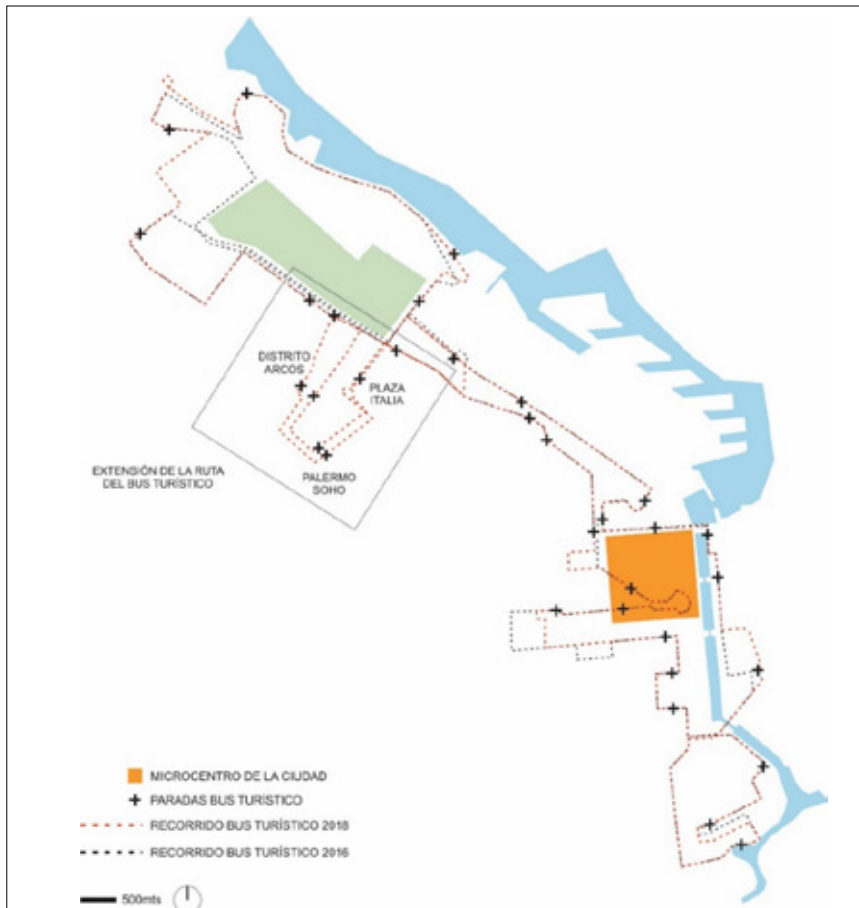 DISTRITO
ARCOS
PLAZA
ITALIA
EXTENSIÓN DE LA RUTA
DEL BUS TURÍSTICO
PALERMO
SOHO
MICROCENTRO DE LA CIUDAD
PARADAS BUS TURÍSTICO
RECORRIDO BUS TURÍSTICO 2018
RECORRIDO BUS TURÍSTICO 2016
500mts